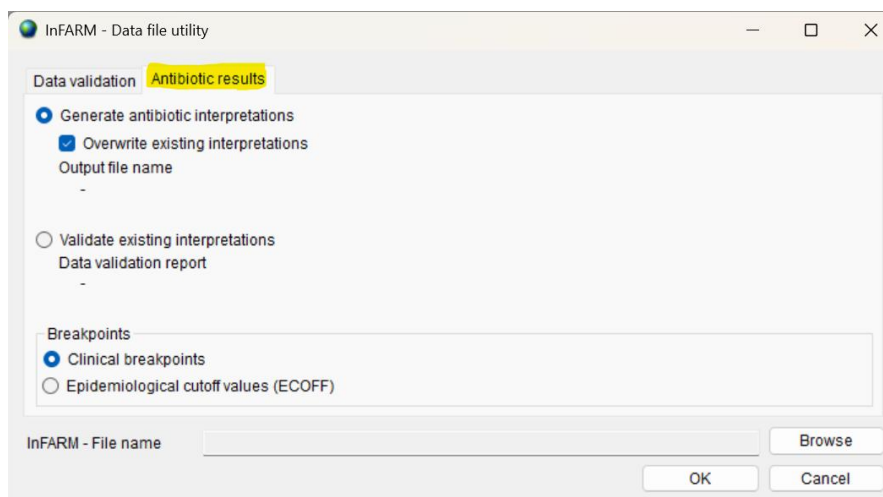 InFARM - Data file utility
Data validation
Antibiotic results
Generate antibiotic interpretations
Overwrite existing interpretations
Output file name
-
Validate existing interpretations
Data validation report
-
Breakpoints
Clinical breakpoints
Epidemiological cutoff values (ECOFF)
InFARM - File name
Browse
OK
Cancel